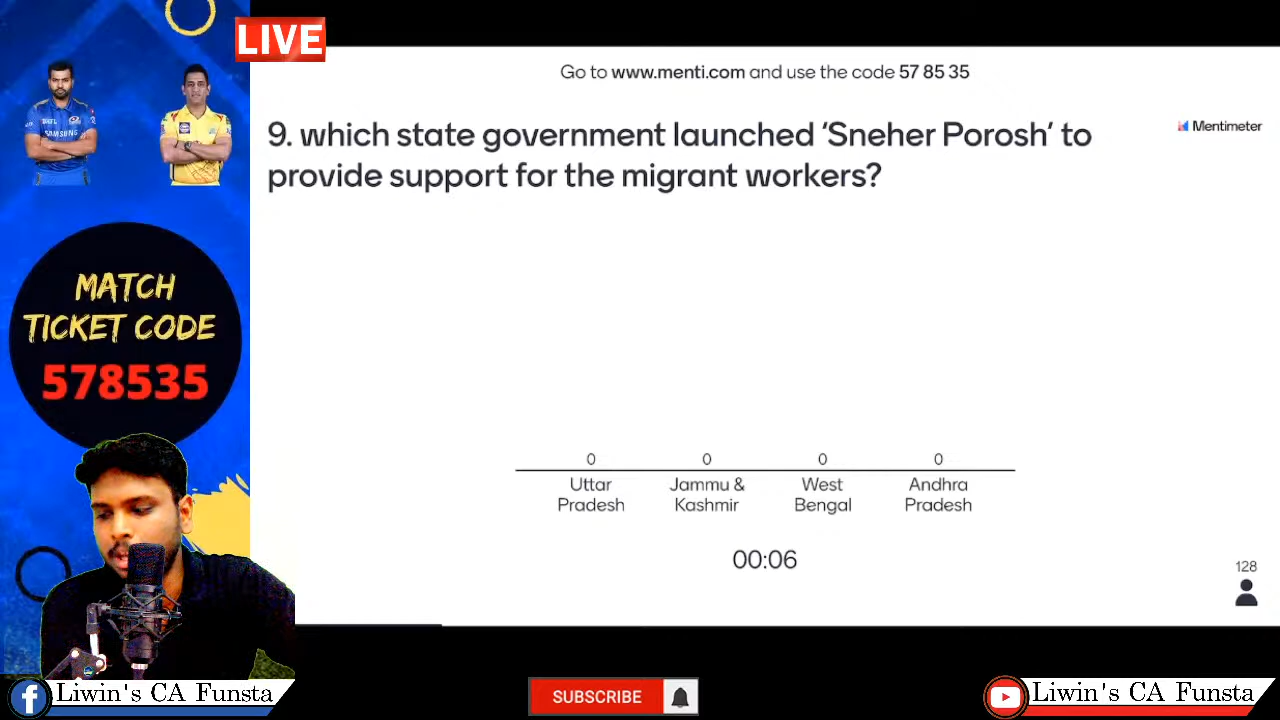 LIVE
Go to www.menti.com and use the code 57 85 35
Mentimeter
9. which state government launched ‘Sneher Porosh’ to
provide support for the migrant workers?
SAMSUNG
MATCH
TICKET CODE
578535
0 0 0 0
Uttar Pradesh
Jammu & Kashmir
West Bengal
Andhra Pradesh
00:06
128
Liwin's CA Funsta
SUBSCRIBE
Liwin's CA Funsta